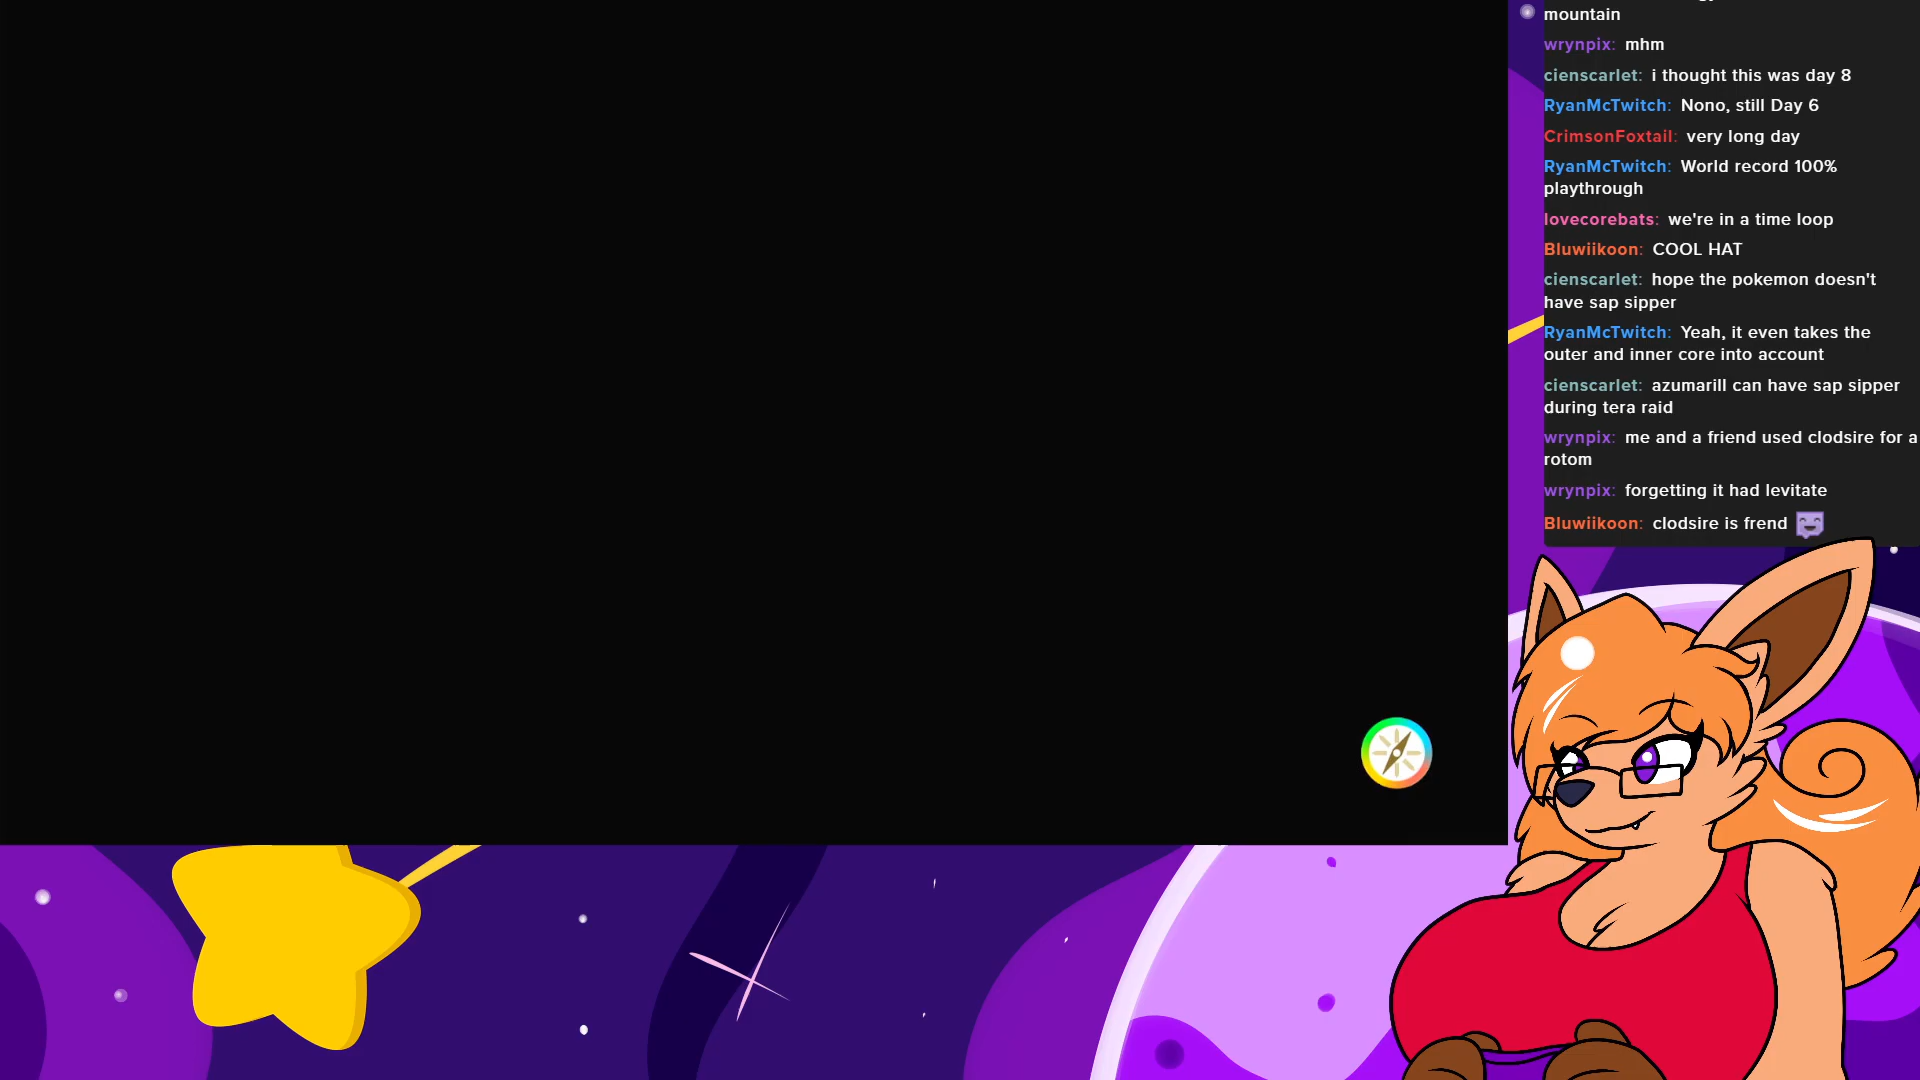 mountain
wrynpix: mhm
cienscarlet: i thought this was day 8
RyanMcTwitch: Nono, still Day 6
CrimsonFoxtail: very long day
RyanMcTwitch: World record 100%
playthrough
lovecorebats: we're in a time loop
Bluwiikoon: COOL HAT
cienscarlet: hope the pokemon doesn't
have sap sipper
RyanMcTwitch: Yeah, it even takes the
outer and inner core into account
cienscarlet: azumarill can have sap sipper
during tera raid
wrynpix: me and a friend used clodsire for a
rotom
wrynpix: forgetting it had levitate
Bluwiikoon: clodsire is frend